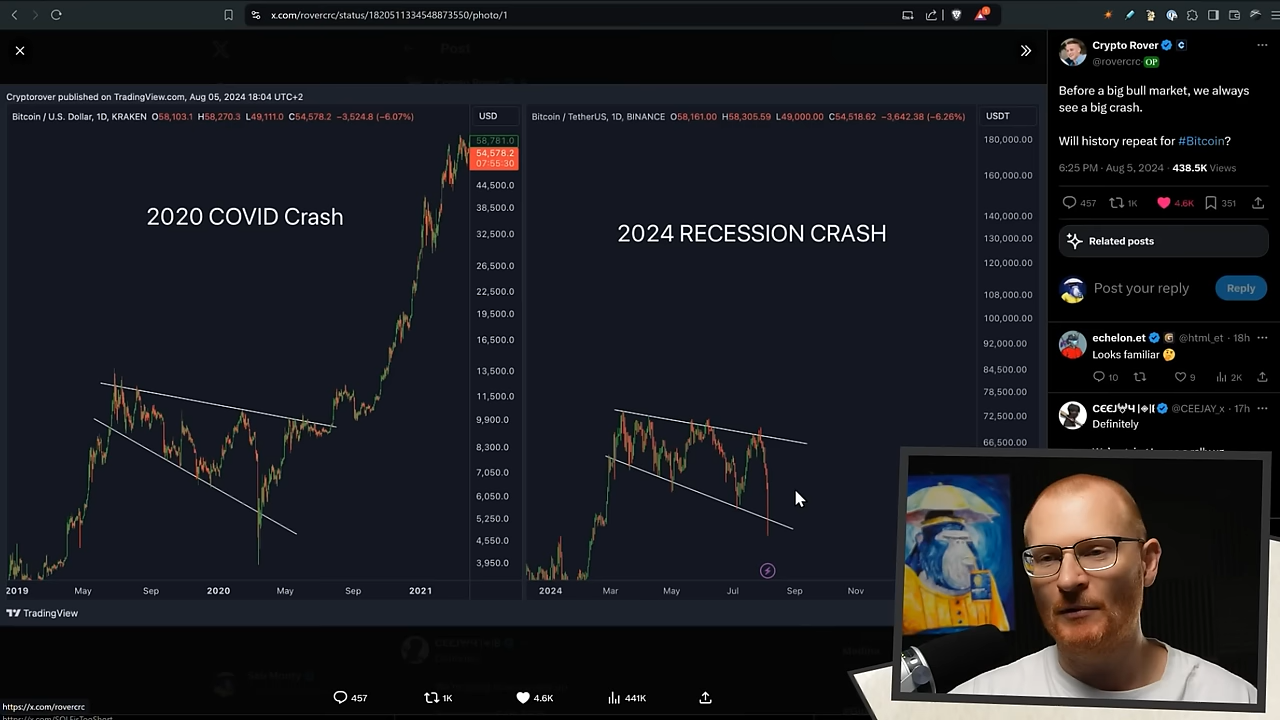 x.com/rovercrc/status/1820511334548873550/photo/1
Post
Cryptorover published on TradingView.com, Aug 05, 2024 18:04 UTC+2
Bitcoin / U.S. Dollar, 1D, KRAKEN O58,103.1 H58,270.3 L49,111.0 C54,578.2 −3,524.8 (−6.07%)
USD
58,781.0
54,578.2
07:55:30
44,500.0
38,500.0
32,500.0
26,500.0
22,500.0
19,500.0
16,500.0
13,500.0
11,500.0
9,900.0
8,300.0
7,050.0
6,050.0
5,250.0
4,550.0
3,950.0
2020 COVID Crash
2019 May Sep 2020 May Sep 2021
Bitcoin / TetherUS, 1D, BINANCE O58,161.00 H58,305.59 L49,000.00 C54,518.62 −3,642.38 (−6.26%)
USDT
180,000.00
160,000.00
140,000.00
130,000.00
120,000.00
108,000.00
100,000.00
92,000.00
84,500.00
78,500.00
72,500.00
66,500.00
2024 RECESSION CRASH
2024 Mar May Jul Sep Nov
TradingView
457 1K 4.6K 441K
https://x.com/rovercrc
Crypto Rover
@rovercrc OP
Before a big bull market, we always
see a big crash.
Will history repeat for #Bitcoin?
6:25 PM · Aug 5, 2024 · 438.5K Views
457 1K 4.6K 351
Related posts
Post your reply
Reply
echelon.et @html_et · 18h
Looks familiar 🤔
10 9 2K
@CEEJAY_x · 17h
Definitely